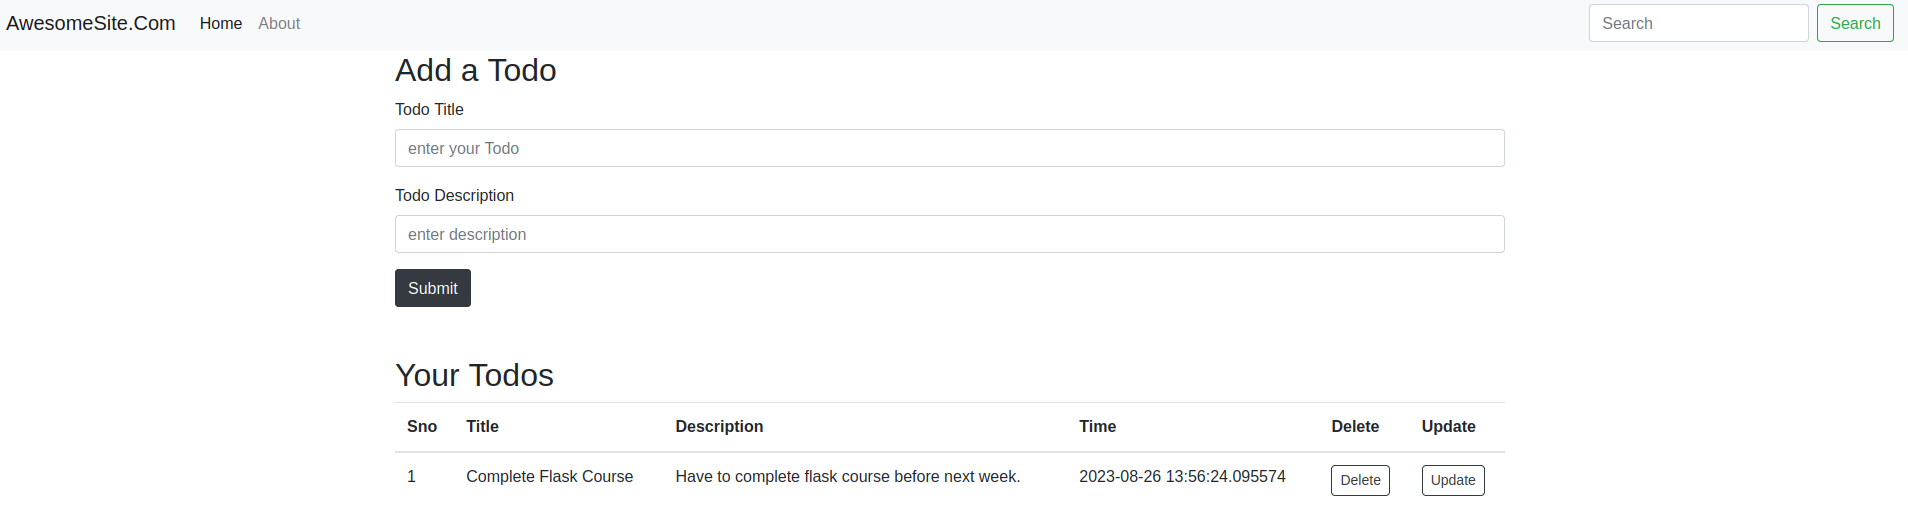 AwesomeSite.Com Home About Search Search
Add a Todo
Todo Title
enter your Todo
Todo Description
enter description
Submit
Your Todos
Sno Title Description Time Delete Update
1 Complete Flask Course Have to complete flask course before next week. 2023-08-26 13:56:24.095574 Delete Update